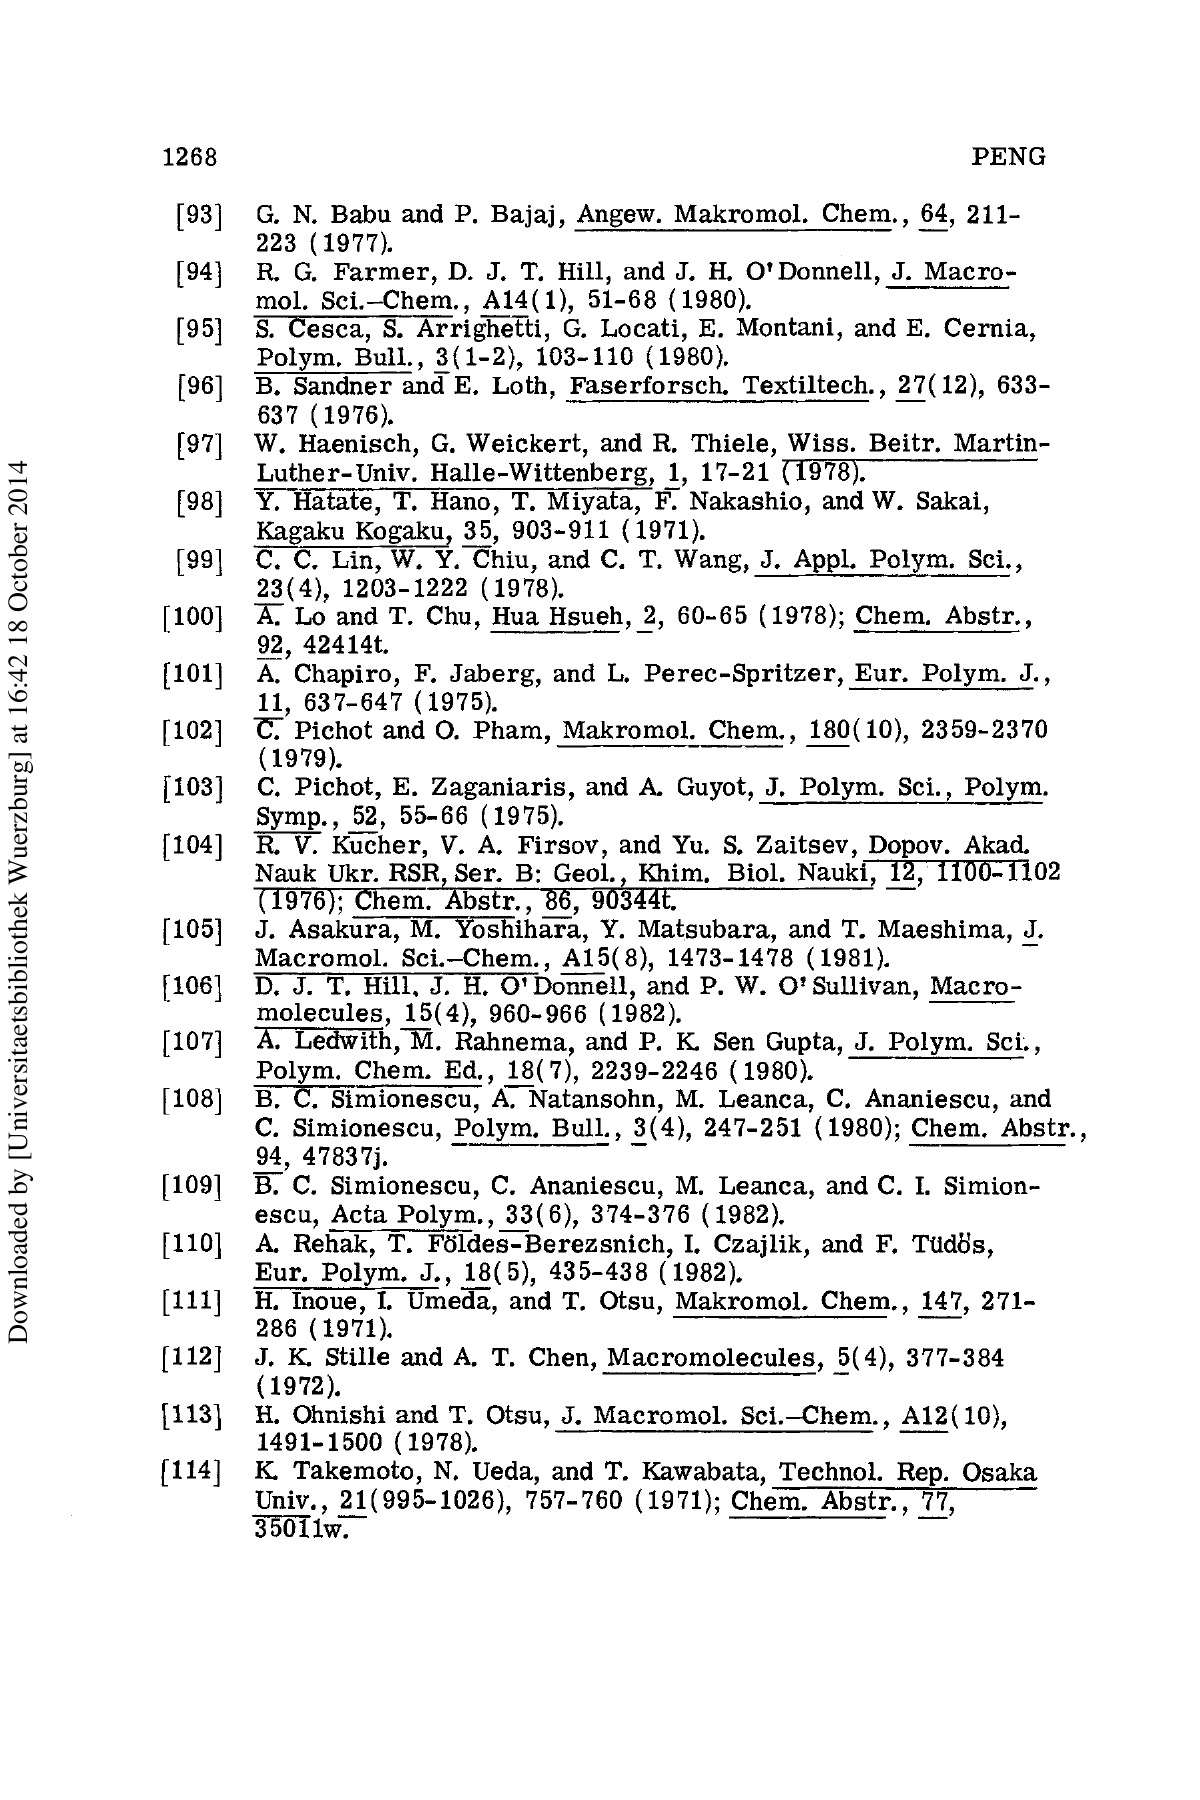 1268 PENG
[93] G. N. Babu and P. Bajaj, Angew. Makromol. Chem., 64, 211-
223 (1977).
[94] R. G. Farmer, D. J. T. Hill, and J. H. O'Donnell, J. Macro-
mol. Sci.–Chem., A14(1), 51-68 (1980).
[95] S. Cesca, S. Arrighetti, G. Locati, E. Montani, and E. Cernia,
Polym. Bull., 3(1-2), 103-110 (1980).
[96] B. Sandner and E. Loth, Faserforsch. Textiltech., 27(12), 633-
637 (1976).
[97] W. Haenisch, G. Weickert, and R. Thiele, Wiss. Beitr. Martin-
Luther-Univ. Halle-Wittenberg, 1, 17-21 (1978).
[98] Y. Hatate, T. Hano, T. Miyata, F. Nakashio, and W. Sakai,
Kagaku Kogaku, 35, 903-911 (1971).
[99] C. C. Lin, W. Y. Chiu, and C. T. Wang, J. Appl. Polym. Sci.,
23(4), 1203-1222 (1978).
[100] A. Lo and T. Chu, Hua Hsueh, 2, 60-65 (1978); Chem. Abstr.,
92, 42414t.
[101] A. Chapiro, F. Jaberg, and L. Perec-Spritzer, Eur. Polym. J.,
11, 637-647 (1975).
[102] C. Pichot and O. Pham, Makromol. Chem., 180(10), 2359-2370
(1979).
[103] C. Pichot, E. Zaganiaris, and A. Guyot, J. Polym. Sci., Polym.
Symp., 52, 55-66 (1975).
[104] R. V. Kucher, V. A. Firsov, and Yu. S. Zaitsev, Dopov. Akad.
Nauk Ukr. RSR, Ser. B: Geol., Khim. Biol. Nauki, 12, 1100-1102
(1976); Chem. Abstr., 86, 90344t.
[105] J. Asakura, M. Yoshihara, Y. Matsubara, and T. Maeshima, J.
Macromol. Sci.–Chem., A15(8), 1473-1478 (1981).
[106] D. J. T. Hill, J. H. O'Donnell, and P. W. O'Sullivan, Macro-
molecules, 15(4), 960-966 (1982).
[107] A. Ledwith, M. Rahnema, and P. K. Sen Gupta, J. Polym. Sci.,
Polym. Chem. Ed., 18(7), 2239-2246 (1980).
[108] B. C. Simionescu, A. Natansohn, M. Leanca, C. Ananiescu, and
C. Simionescu, Polym. Bull., 3(4), 247-251 (1980); Chem. Abstr.,
94, 47837j.
[109] B. C. Simionescu, C. Ananiescu, M. Leanca, and C. I. Simion-
escu, Acta Polym., 33(6), 374-376 (1982).
[110] A. Rehak, T. Földes-Berezsnich, I. Czajlik, and F. Tüdös,
Eur. Polym. J., 18(5), 435-438 (1982).
[111] H. Inoue, I. Umeda, and T. Otsu, Makromol. Chem., 147, 271-
286 (1971).
[112] J. K. Stille and A. T. Chen, Macromolecules, 5(4), 377-384
(1972).
[113] H. Ohnishi and T. Otsu, J. Macromol. Sci.–Chem., A12(10),
1491-1500 (1978).
[114] K. Takemoto, N. Ueda, and T. Kawabata, Technol. Rep. Osaka
Univ., 21(995-1026), 757-760 (1971); Chem. Abstr., 77,
35011w.
Downloaded by [Universitaetsbibliothek Wuerzburg] at 16:42 18 October 2014